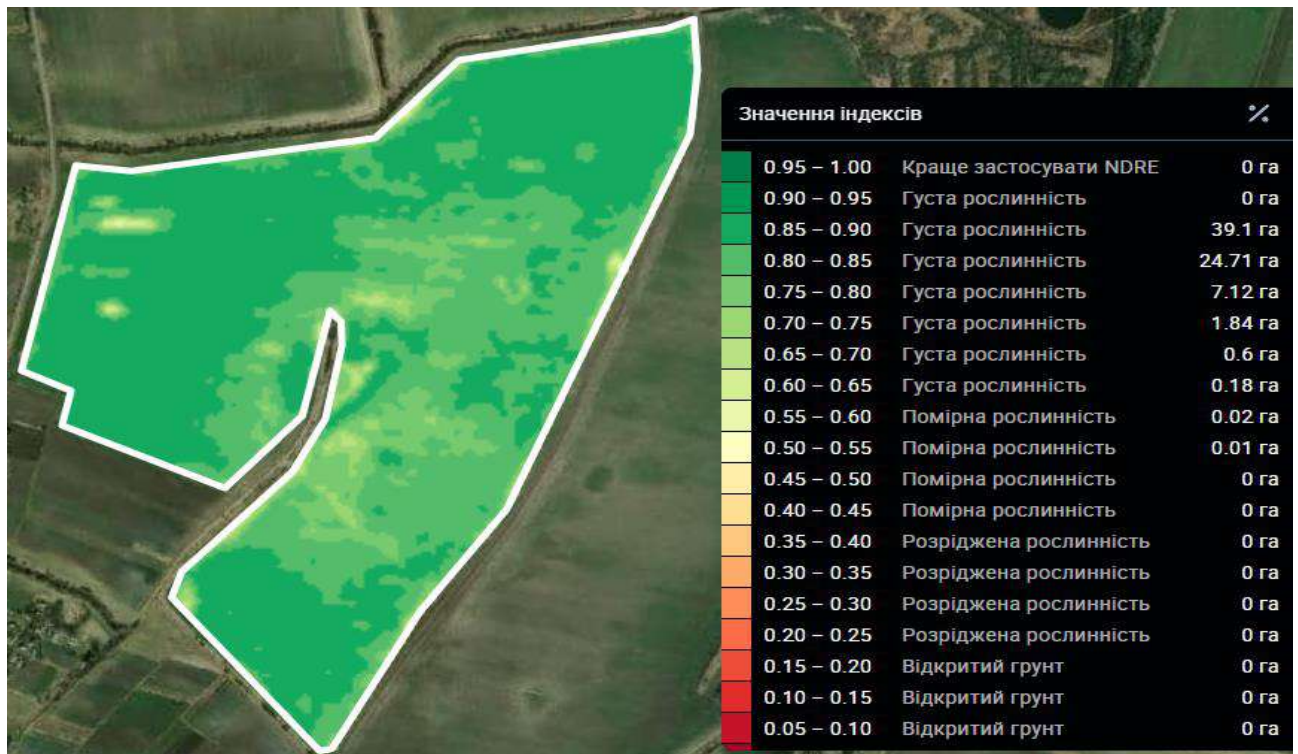 Значення індексів %
0.95 – 1.00 Краще застосувати NDRE 0 га
0.90 – 0.95 Густа рослинність 0 га
0.85 – 0.90 Густа рослинність 39.1 га
0.80 – 0.85 Густа рослинність 24.71 га
0.75 – 0.80 Густа рослинність 7.12 га
0.70 – 0.75 Густа рослинність 1.84 га
0.65 – 0.70 Густа рослинність 0.6 га
0.60 – 0.65 Густа рослинність 0.18 га
0.55 – 0.60 Помірна рослинність 0.02 га
0.50 – 0.55 Помірна рослинність 0.01 га
0.45 – 0.50 Помірна рослинність 0 га
0.40 – 0.45 Помірна рослинність 0 га
0.35 – 0.40 Розріджена рослинність 0 га
0.30 – 0.35 Розріджена рослинність 0 га
0.25 – 0.30 Розріджена рослинність 0 га
0.20 – 0.25 Розріджена рослинність 0 га
0.15 – 0.20 Відкритий грунт 0 га
0.10 – 0.15 Відкритий грунт 0 га
0.05 – 0.10 Відкритий грунт 0 га